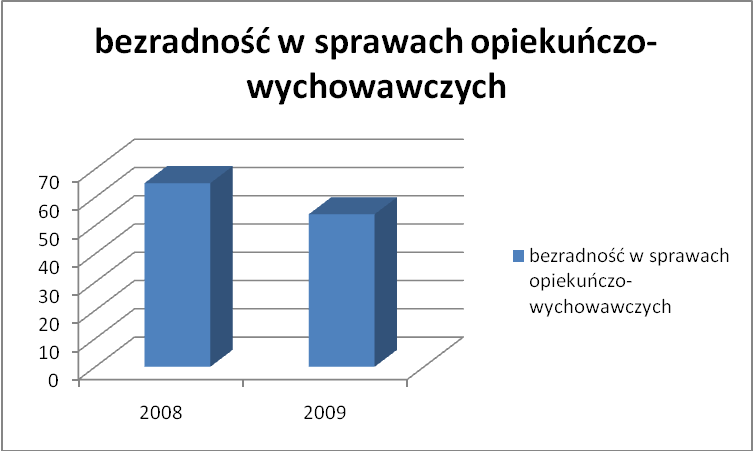 bezradność w sprawach opiekuńczo-
wychowawczych
70
60
50
40
30
20
10
0
2008
2009
bezradność w sprawach
opiekuńczo-
wychowawczych